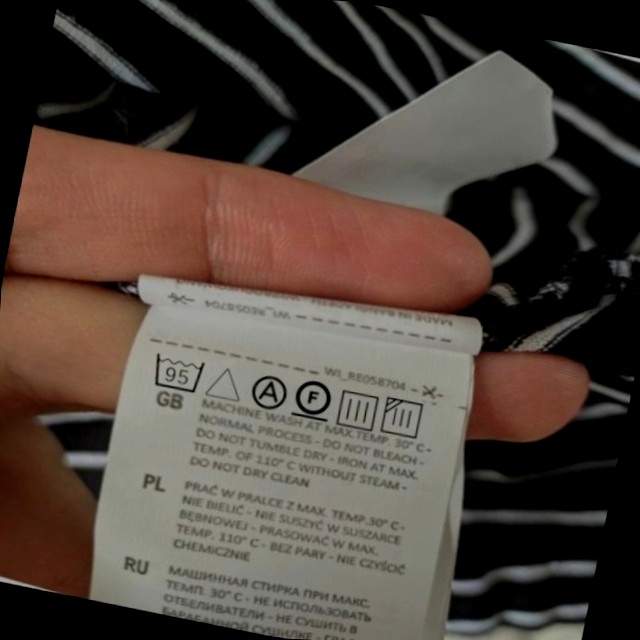 WI_RE058704
95 A F
GB MACHINE WASH AT MAX.TEMP. 30° C -
NORMAL PROCESS - DO NOT BLEACH -
DO NOT TUMBLE DRY - IRON AT MAX.
TEMP. OF 110° C WITHOUT STEAM -
DO NOT DRY CLEAN
PL PRAĆ W PRALCE Z MAX. TEMP.30° C -
NIE BIELIĆ - NIE SUSZYĆ W SUSZARCE
BĘBNOWEJ - PRASOWAĆ W MAX.
TEMP. 110° C - BEZ PARY - NIE CZYŚCIĆ
CHEMICZNIE
RU МАШИННАЯ СТИРКА ПРИ МАКС.
ТЕМП. 30° С - НЕ ИСПОЛЬЗОВАТЬ
ОТБЕЛИВАТЕЛИ - НЕ СУШИТЬ В
БАРАБАННОЙ СУШИЛКЕ